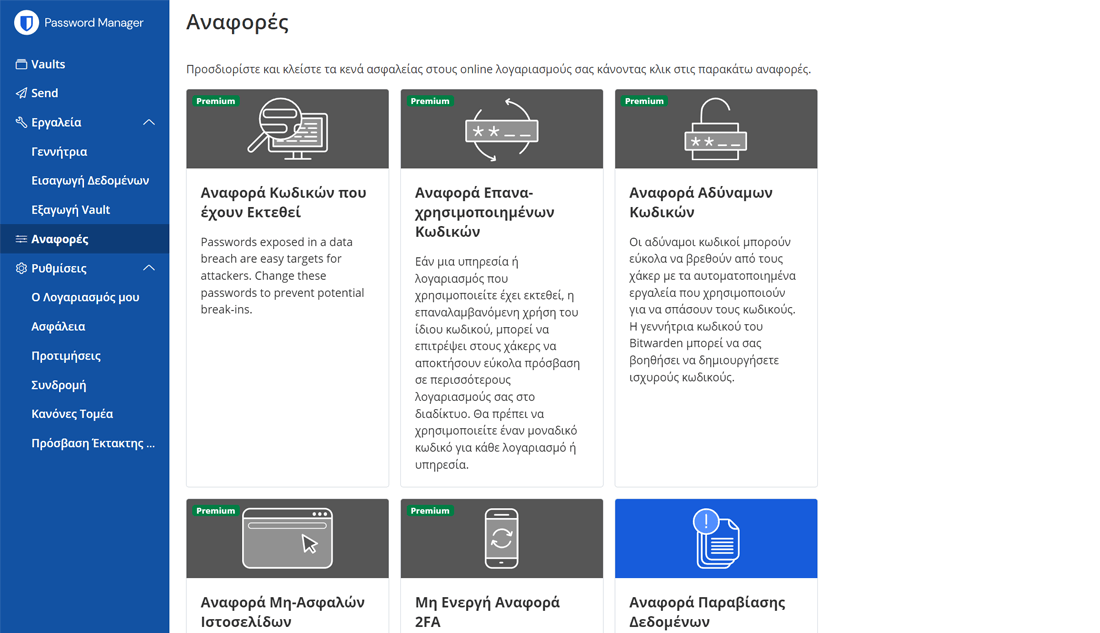 Password Manager
Vaults
Send
Εργαλεία
Γεννήτρια
Εισαγωγή Δεδομένων
Εξαγωγή Vault
Αναφορές
Ρυθμίσεις
Ο Λογαριασμός μου
Ασφάλεια
Προτιμήσεις
Συνδρομή
Κανόνες Τομέα
Πρόσβαση Έκτακτης ...
Αναφορές
Προσδιορίστε και κλείστε τα κενά ασφαλείας στους online λογαριασμούς σας κάνοντας κλικ στις παρακάτω αναφορές.
Premium
Αναφορά Κωδικών που
έχουν Εκτεθεί
Passwords exposed in a data
breach are easy targets for
attackers. Change these
passwords to prevent potential
break-ins.
Premium
**__
Αναφορά Επανα-
χρησιμοποιημένων
Κωδικών
Εάν μια υπηρεσία ή
λογαριασμός που
χρησιμοποιείτε έχει εκτεθεί, η
επαναλαμβανόμενη χρήση του
ίδιου κωδικού, μπορεί να
επιτρέψει στους χάκερς να
αποκτήσουν εύκολα πρόσβαση
σε περισσότερους
λογαριασμούς σας στο
διαδίκτυο. Θα πρέπει να
χρησιμοποιείτε έναν μοναδικό
κωδικό για κάθε λογαριασμό ή
υπηρεσία.
Premium
**__
Αναφορά Αδύναμων
Κωδικών
Οι αδύναμοι κωδικοί μπορούν
εύκολα να βρεθούν από τους
χάκερ με τα αυτοματοποιημένα
εργαλεία που χρησιμοποιούν
για να σπάσουν τους κωδικούς.
Η γεννήτρια κωδικού του
Bitwarden μπορεί να σας
βοηθήσει να δημιουργήσετε
ισχυρούς κωδικούς.
Premium
Αναφορά Μη-Ασφαλών
Ιστοσελίδων
Premium
Μη Ενεργή Αναφορά
2FA
!
Αναφορά Παραβίασης
Δεδομένων